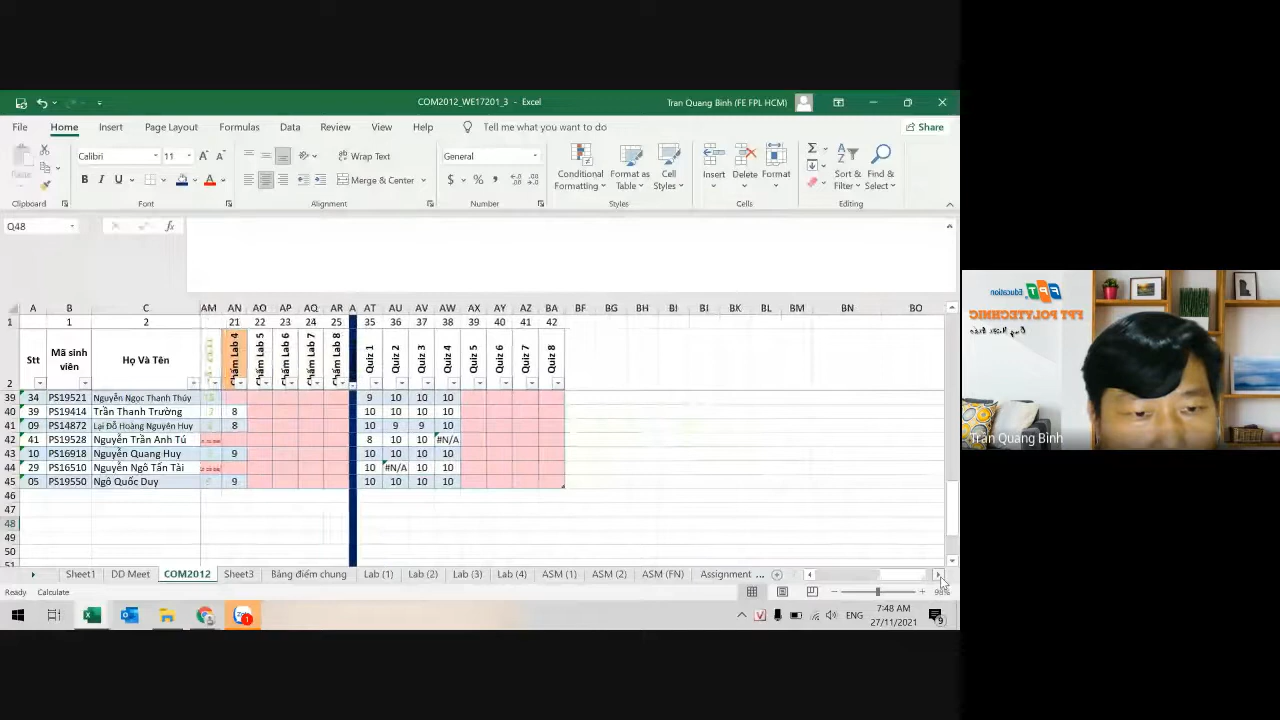 COM2012_WE17201_3 - Excel
Tran Quang Binh (FE FPL HCM)
File Home Insert Page Layout Formulas Data Review View Help Tell me what you want to do Share
Paste Calibri 11 Wrap Text General
B I U Merge & Center $ % ,
Conditional Formatting Format as Table Cell Styles Insert Delete Format Sort & Filter Find & Select
Clipboard Font Alignment Number Styles Cells Editing
Q48 fx
A B C AM AN AO AP AQ AR A AT AU AV AW AX AY AZ BA BF BG BH BI BJ BK BL BM BN BO
1 1 2 21 22 23 24 25 35 36 37 38 39 40 41 42
2 Stt Mã sinh viên Họ Và Tên Chấm Lab 4 Chấm Lab 5 Chấm Lab 6 Chấm Lab 7 Chấm Lab 8 Quiz 1 Quiz 2 Quiz 3 Quiz 4 Quiz 5 Quiz 6 Quiz 7 Quiz 8
39 34 PS19521 Nguyễn Ngọc Thanh Thúy 9 10 10 10
40 39 PS19414 Trần Thanh Trường 8 10 10 10 10
41 09 PS14872 Lại Đỗ Hoàng Nguyên Huy 8 10 9 9 10
42 41 PS19528 Nguyễn Trần Anh Tú 8 10 10 #N/A
43 10 PS16918 Nguyễn Quang Huy 9 10 10 10 10
44 29 PS16510 Nguyễn Ngô Tấn Tài 10 #N/A 10 10
45 05 PS19550 Ngô Quốc Duy 9 10 10 10 10
46
47
48
49
50
51
Sheet1 DD Meet COM2012 Sheet3 Bảng điểm chung Lab (1) Lab (2) Lab (3) Lab (4) ASM (1) ASM (2) ASM (FN) Assignment ...
Ready Calculate
ENG 7:48 AM
27/11/2021
FPT Education
FPT POLYTECHNIC
Tran Quang Binh